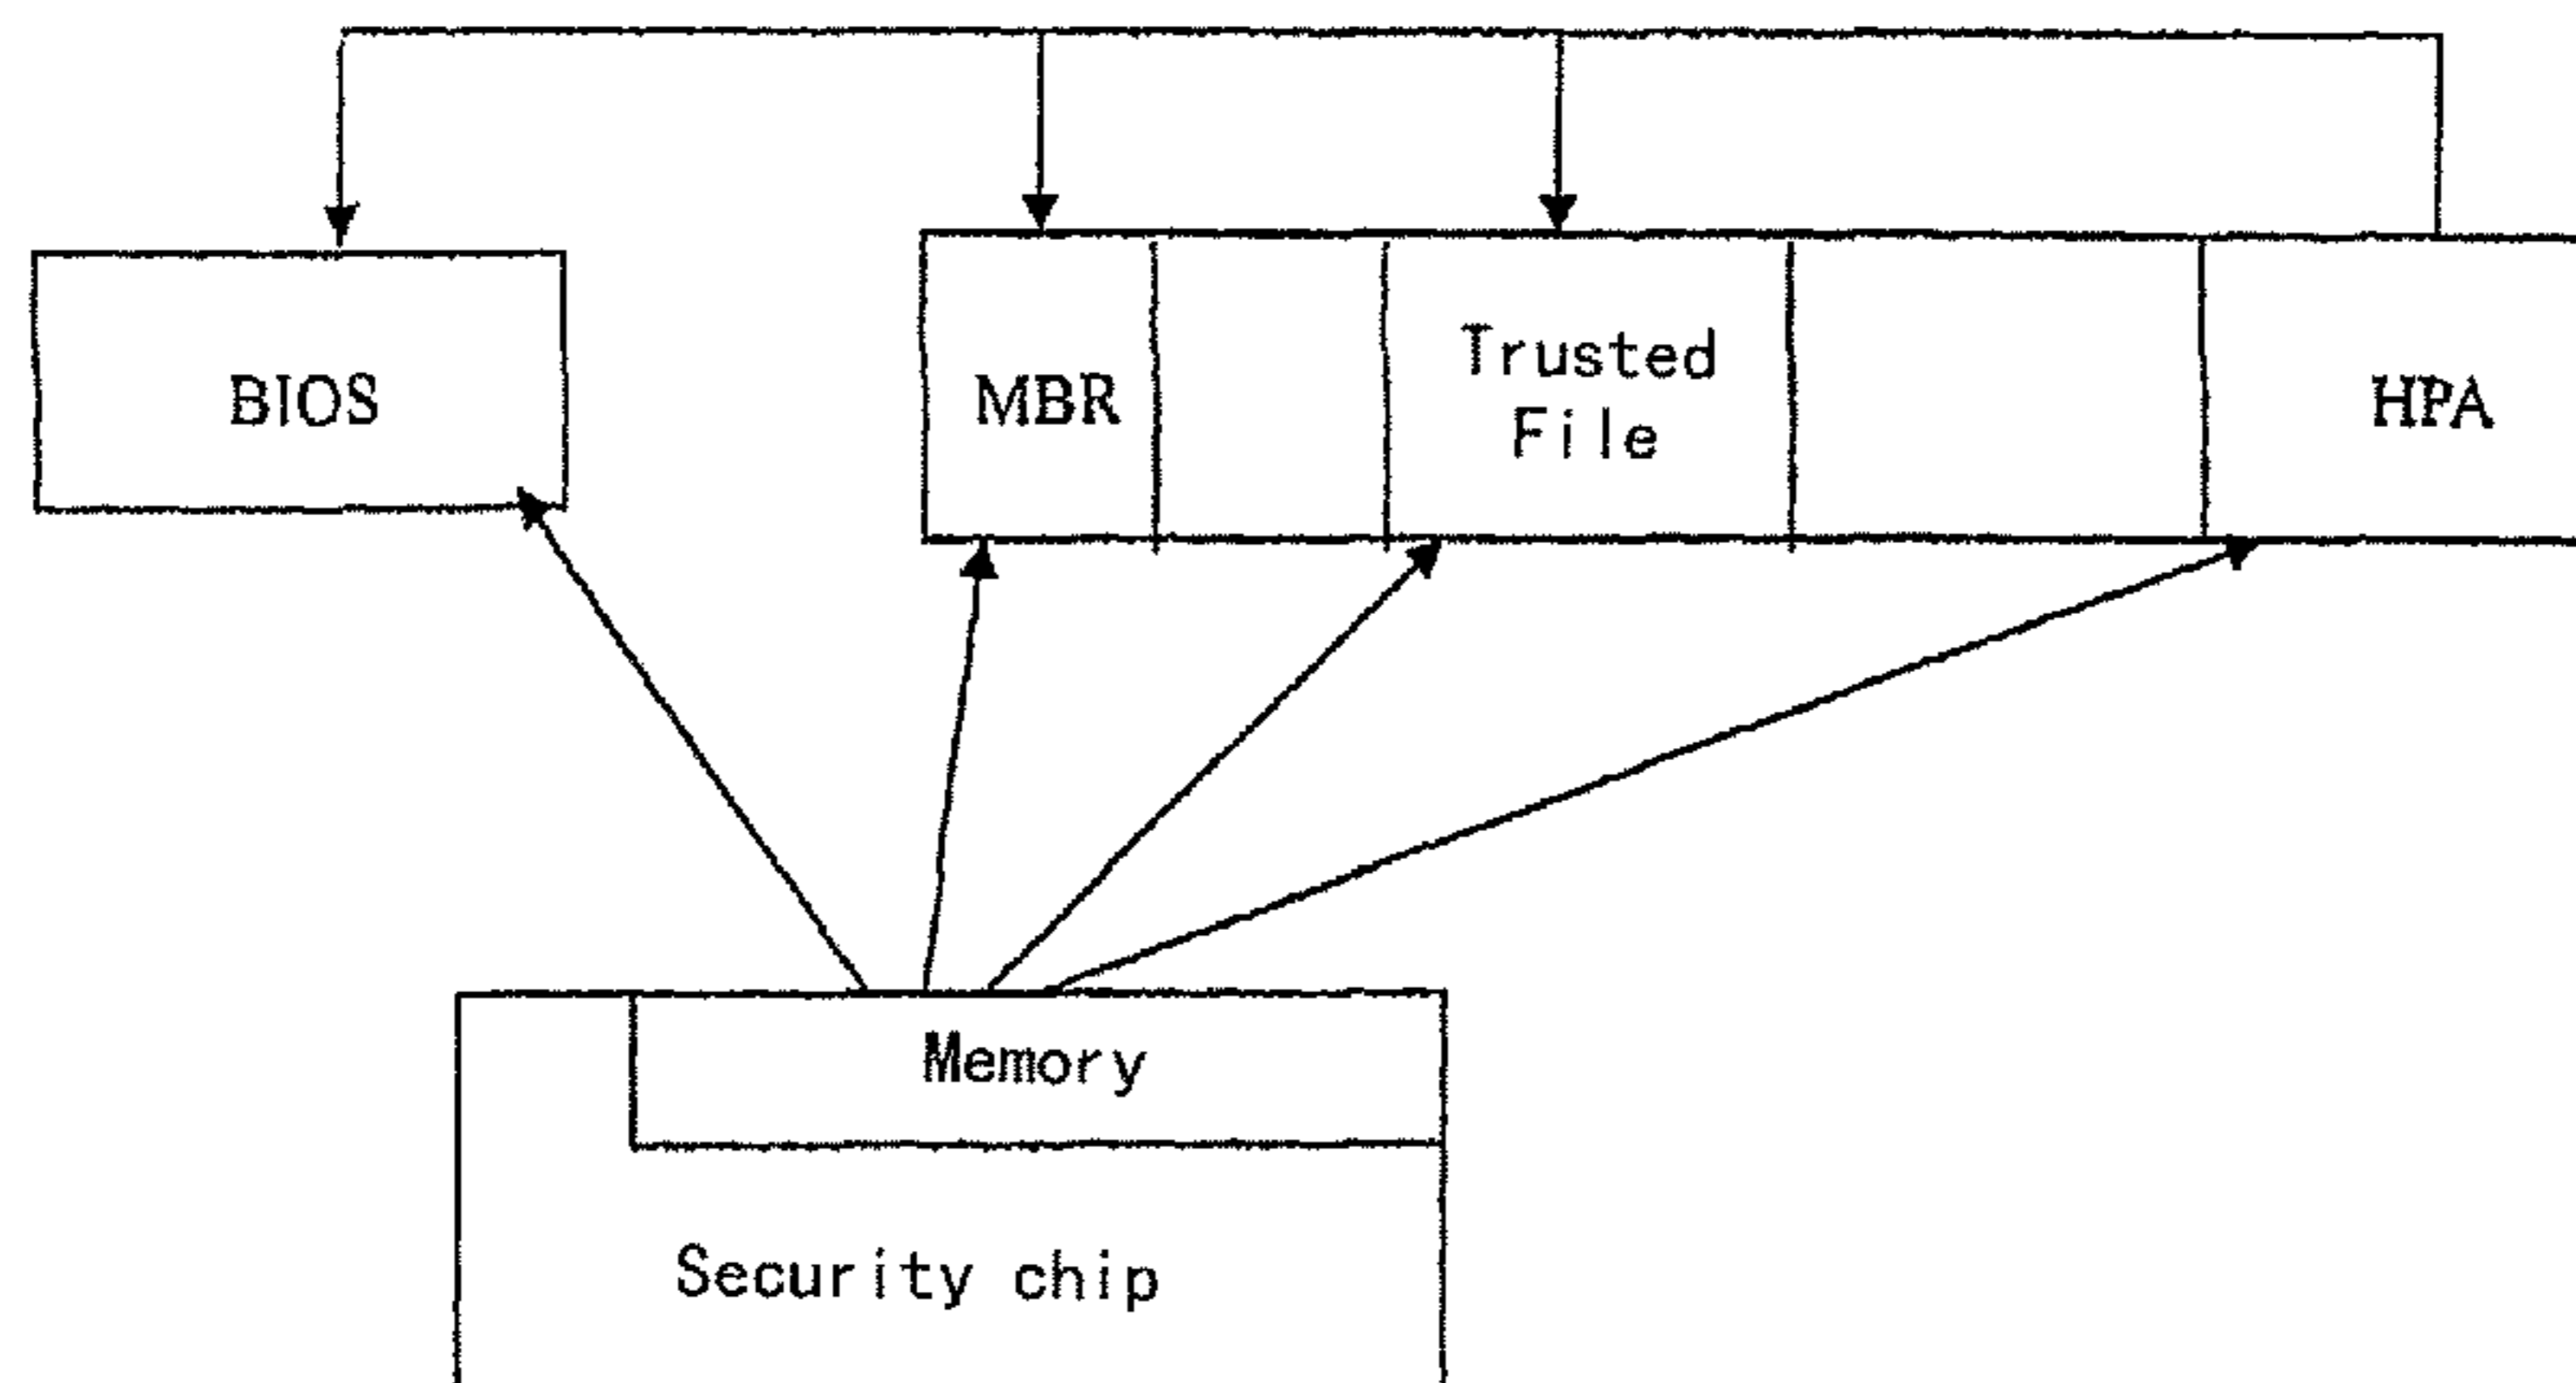 BIOS
MBR
Trusted
File
HPA
Memory
Security chip